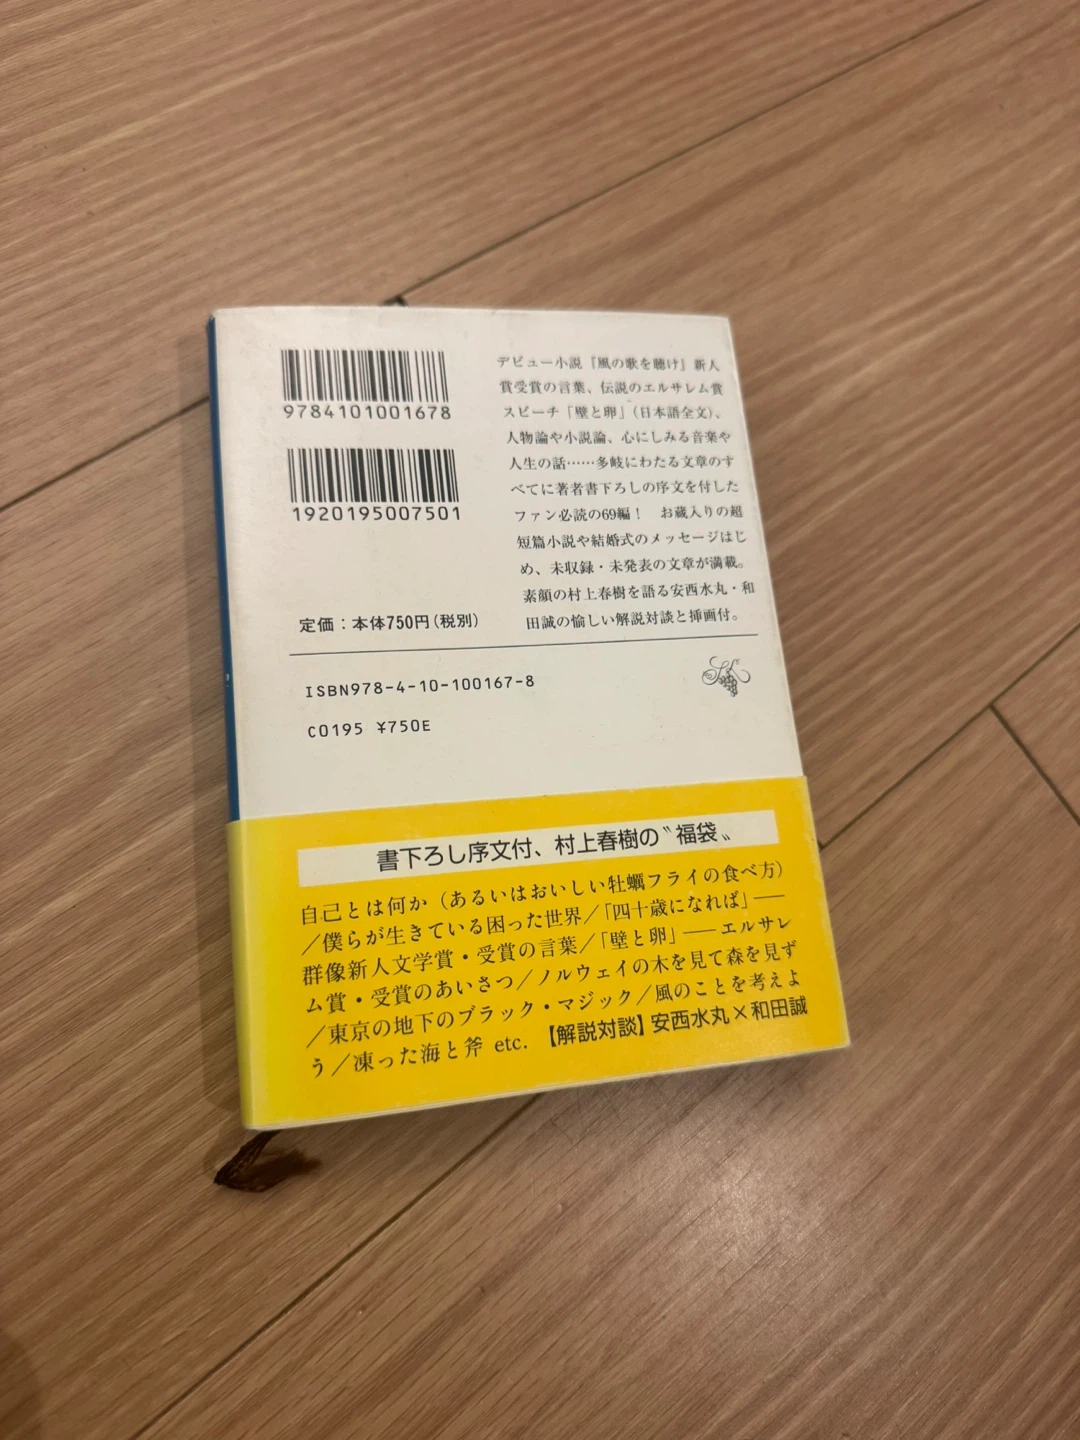 9784101001678
1920195007501
定価：本体750円(税別)
ISBN978-4-10-100167-8
C0195 ¥750E
デビュー小説『風の歌を聴け』新人
賞受賞の言葉、伝説のエルサレム賞
スピーチ「壁と卵」(日本語全文)、
人物論や小説論、心にしみる音楽や
人生の話……多岐にわたる文章のす
べてに著者書下ろしの序文を付した
ファン必読の69編！　お蔵入りの超
短篇小説や結婚式のメッセージはじ
め、未収録・未発表の文章が満載。
素顔の村上春樹を語る安西水丸・和
田誠の愉しい解説対談と挿画付。
書下ろし序文付、村上春樹の〝福袋〟
自己とは何か（あるいはおいしい牡蠣フライの食べ方）
／僕らが生きている困った世界／「四十歳になれば」――
群像新人文学賞・受賞の言葉／「壁と卵」――エルサレ
ム賞・受賞のあいさつ／ノルウェイの木を見て森を見ず
／東京の地下のブラック・マジック／風のことを考えよ
う／凍った海と斧 etc.【解説対談】安西水丸×和田誠